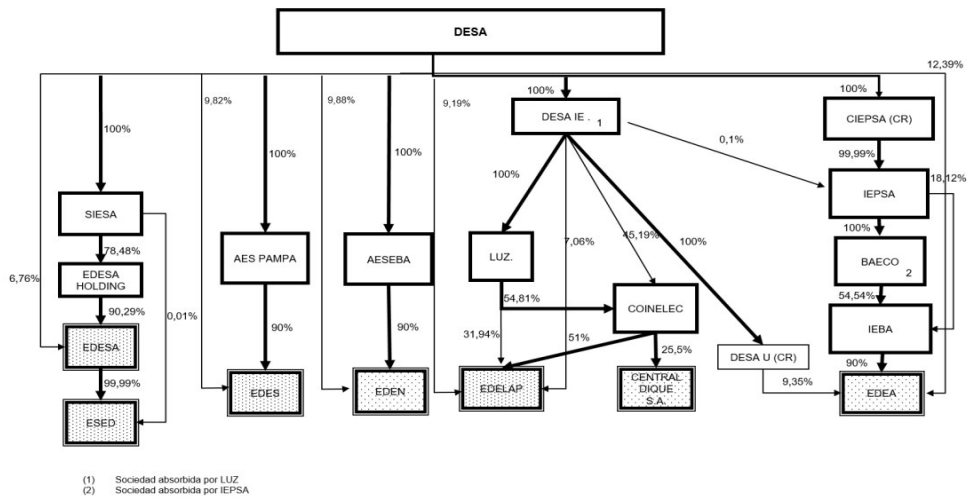 DESA
12,39%
9,82%
9,88%
9,19%
100%
100%
DESA IE . 1
CIEPSA (CR)
0,1%
99,99%
100%
100%
100%
100%
18,12%
IEPSA
SIESA
7,06%
45,19%
100%
100%
78,48%
AES PAMPA
AESEBA
LUZ.
BAECO 2
6,76%
EDESA
HOLDING
54,81%
COINELEC
54,54%
90,29%
0,01%
90%
90%
31,94%
51%
IEBA
EDESA
25,5%
DESA U (CR)
90%
99,99%
9,35%
EDES
EDEN
EDELAP
CENTRAL
DIQUE
S.A.
EDEA
ESED
(1) Sociedad absorbida por LUZ
(2) Sociedad absorbida por IEPSA